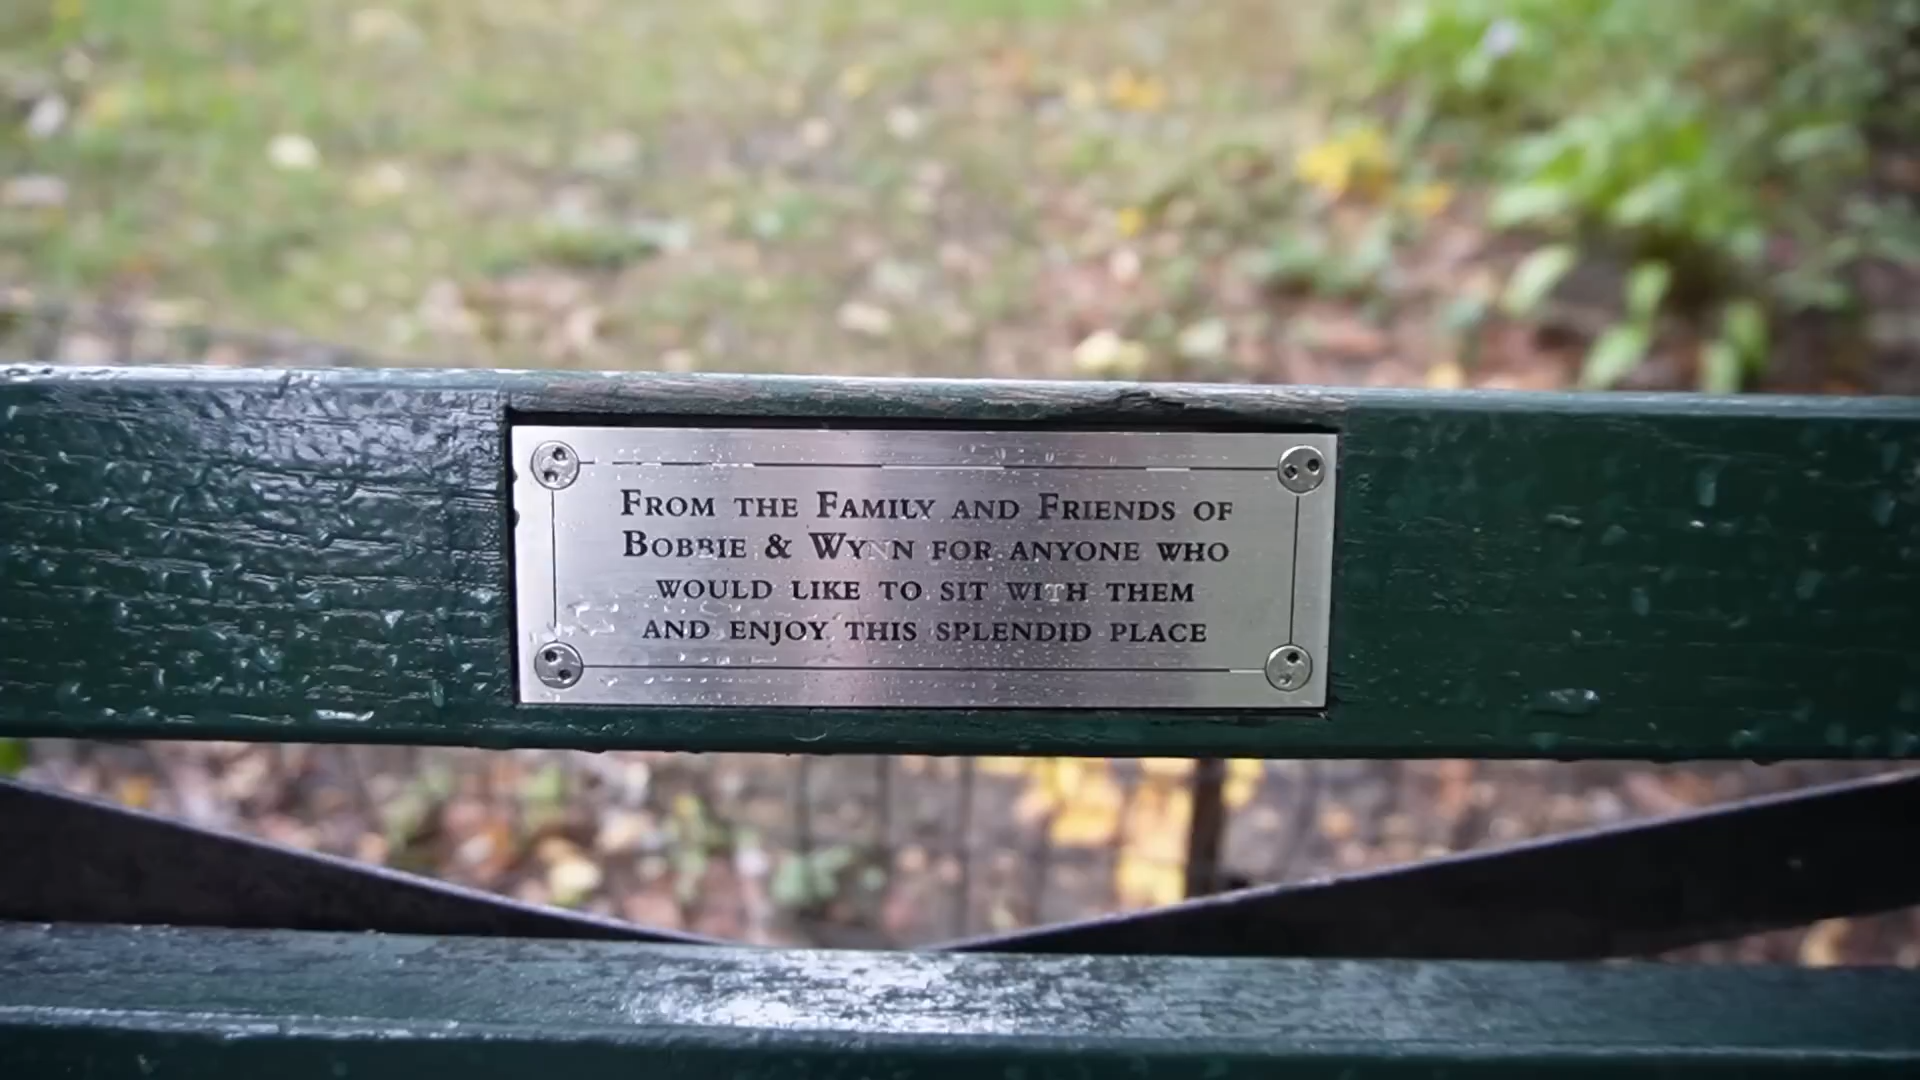 From the Family and Friends of
Bobbie & Wynn for anyone who
would like to sit with them
and enjoy this splendid place